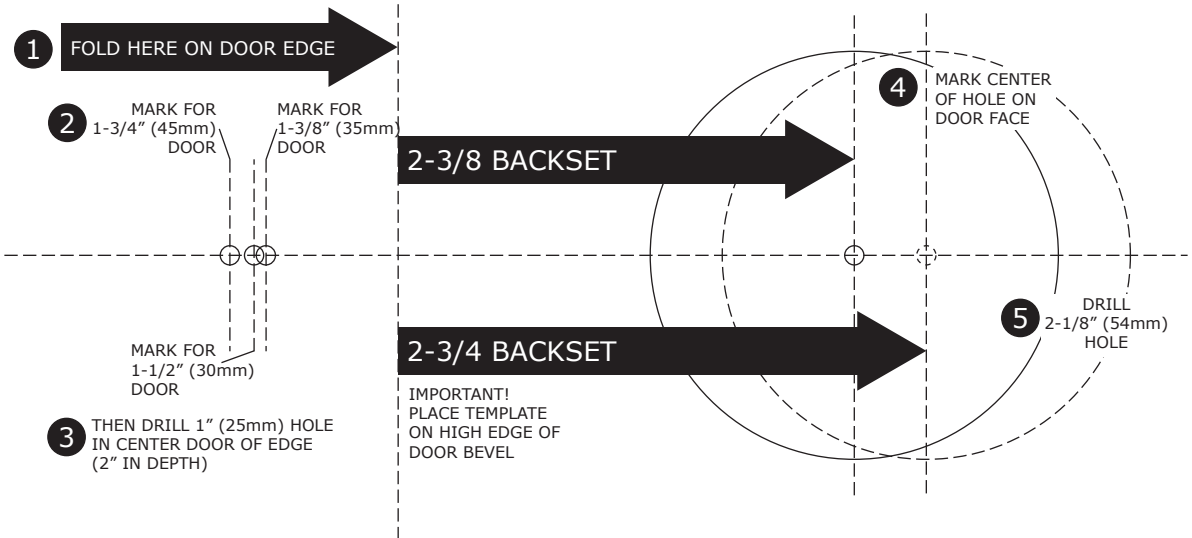 1 FOLD HERE ON DOOR EDGE
2 MARK FOR
1-3/4” (45mm)
DOOR
MARK FOR
1-3/8” (35mm)
DOOR
2-3/8 BACKSET
4 MARK CENTER
OF HOLE ON
DOOR FACE
MARK FOR
1-1/2” (30mm)
DOOR
3 THEN DRILL 1” (25mm) HOLE
IN CENTER DOOR OF EDGE
(2” IN DEPTH)
2-3/4 BACKSET
IMPORTANT!
PLACE TEMPLATE
ON HIGH EDGE OF
DOOR BEVEL
5 DRILL
2-1/8” (54mm)
HOLE